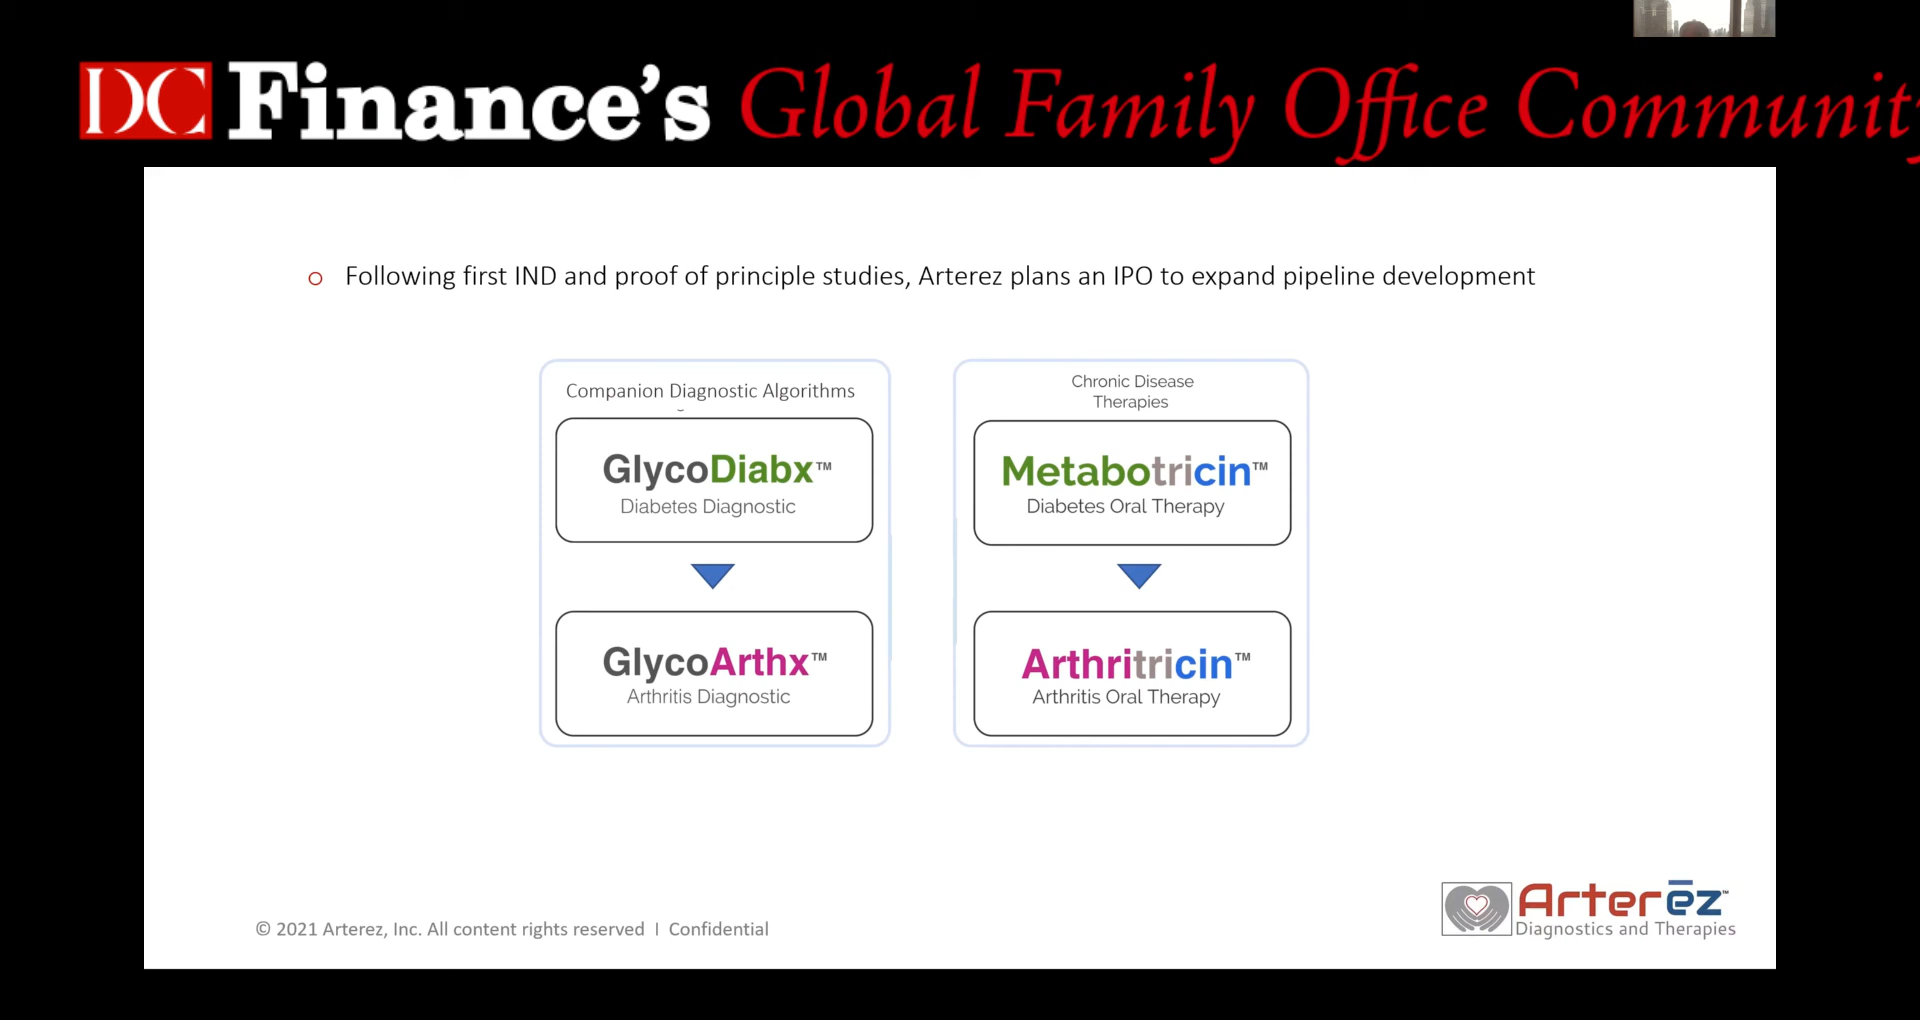 DC Finance's Global Family Office Community
Following first IND and proof of principle studies, Arterez plans an IPO to expand pipeline development
Companion Diagnostic Algorithms
GlycoDiabx™
Diabetes Diagnostic
GlycoArthx™
Arthritis Diagnostic
Chronic Disease
Therapies
Metabotricin™
Diabetes Oral Therapy
Arthritricin™
Arthritis Oral Therapy
© 2021 Arterez, Inc. All content rights reserved I Confidential
Arterēz™
Diagnostics and Therapies